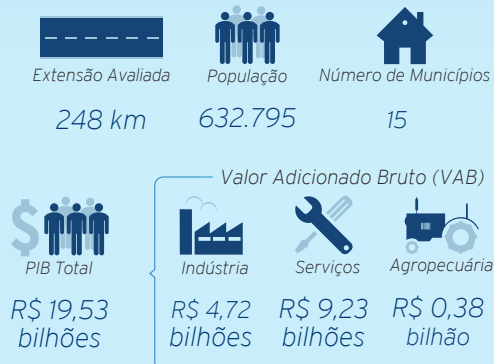 Extensão Avaliada
População
Número de Municípios
248 km
632.795
15
Valor Adicionado Bruto (VAB)
$
PIB Total
Indústria
Serviços
Agropecuária
R$ 19,53
bilhões
R$ 4,72
bilhões
R$ 9,23
bilhões
R$ 0,38
bilhão